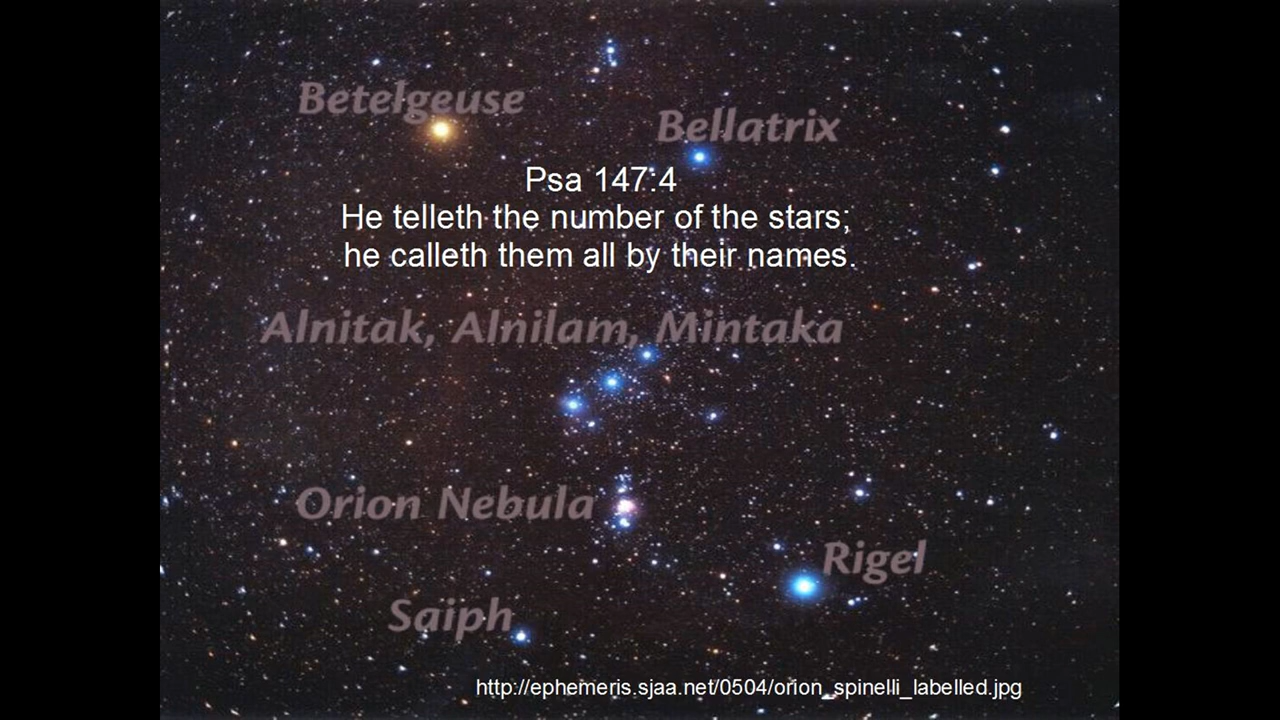 Betelgeuse
Bellatrix
Psa 147:4
He telleth the number of the stars;
he calleth them all by their names.
Alnitak, Alnilam, Mintaka
Orion Nebula
Rigel
Saiph
http://ephemeris.sjaa.net/0504/orion_spinelli_labelled.jpg